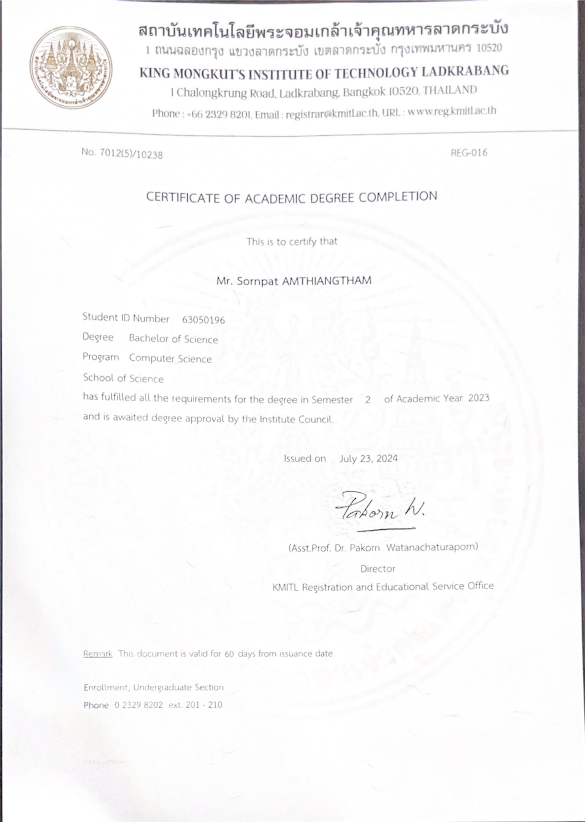 สถาบันเทคโนโลยีพระจอมเกล้าเจ้าคุณทหารลาดกระบัง
1 ถนนฉลองกรุง แขวงลาดกระบัง เขตลาดกระบัง กรุงเทพมหานคร 10520
KING MONGKUT'S INSTITUTE OF TECHNOLOGY LADKRABANG
1 Chalongkrung Road, Ladkrabang, Bangkok 10520, THAILAND
Phone : +66 2329 8201, Email : registrar@kmitl.ac.th, URL : www.reg.kmitl.ac.th
No. 7012(5)/10238 REG-016
CERTIFICATE OF ACADEMIC DEGREE COMPLETION
This is to certify that
Mr. Sornpat AMTHIANGTHAM
Student ID Number 63050196
Degree Bachelor of Science
Program Computer Science
School of Science
has fulfilled all the requirements for the degree in Semester 2 of Academic Year 2023
and is awaited degree approval by the Institute Council.
Issued on July 23, 2024
Pakorn W.
(Asst.Prof. Dr. Pakorn Watanachaturaporn)
Director
KMITL Registration and Educational Service Office
Remark This document is valid for 60 days from issuance date.
Enrollment, Undergraduate Section
Phone 0 2329 8202 ext. 201 - 210